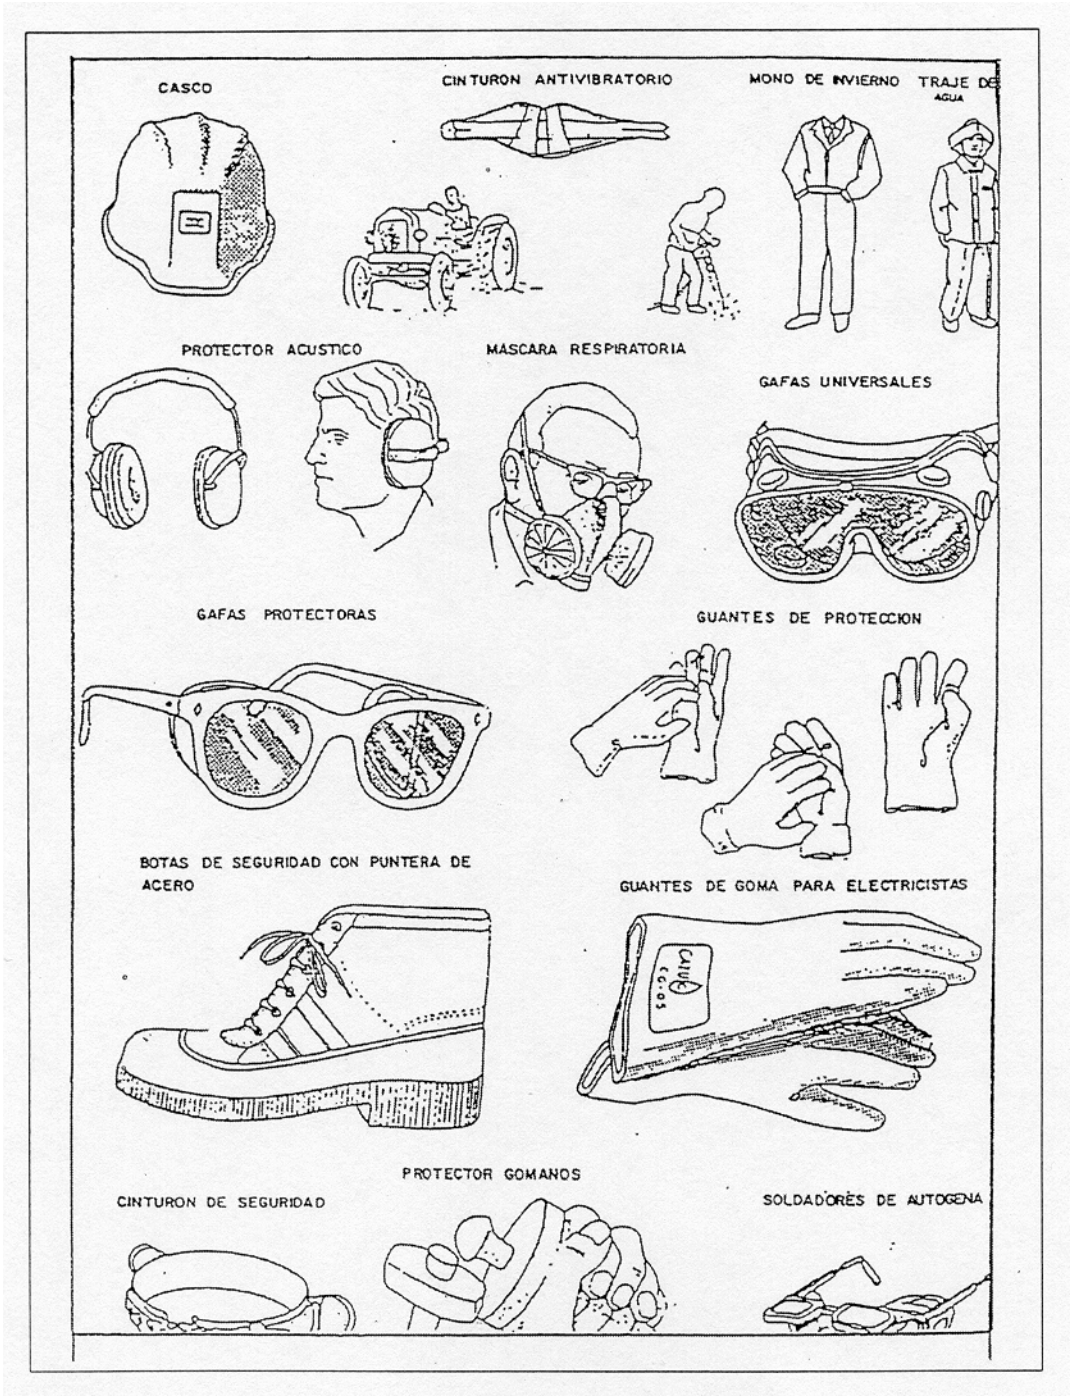 CASCO
CINTURON ANTIVIBRATORIO
MONO DE INVIERNO
TRAJE DE
AGUA
PROTECTOR ACUSTICO
MASCARA RESPIRATORIA
GAFAS UNIVERSALES
GAFAS PROTECTORAS
GUANTES DE PROTECCION
BOTAS DE SEGURIDAD CON PUNTERA DE
ACERO
GUANTES DE GOMA PARA ELECTRICISTAS
PROTECTOR GOMANOS
CINTURON DE SEGURIDAD
SOLDADORES DE AUTOGENA